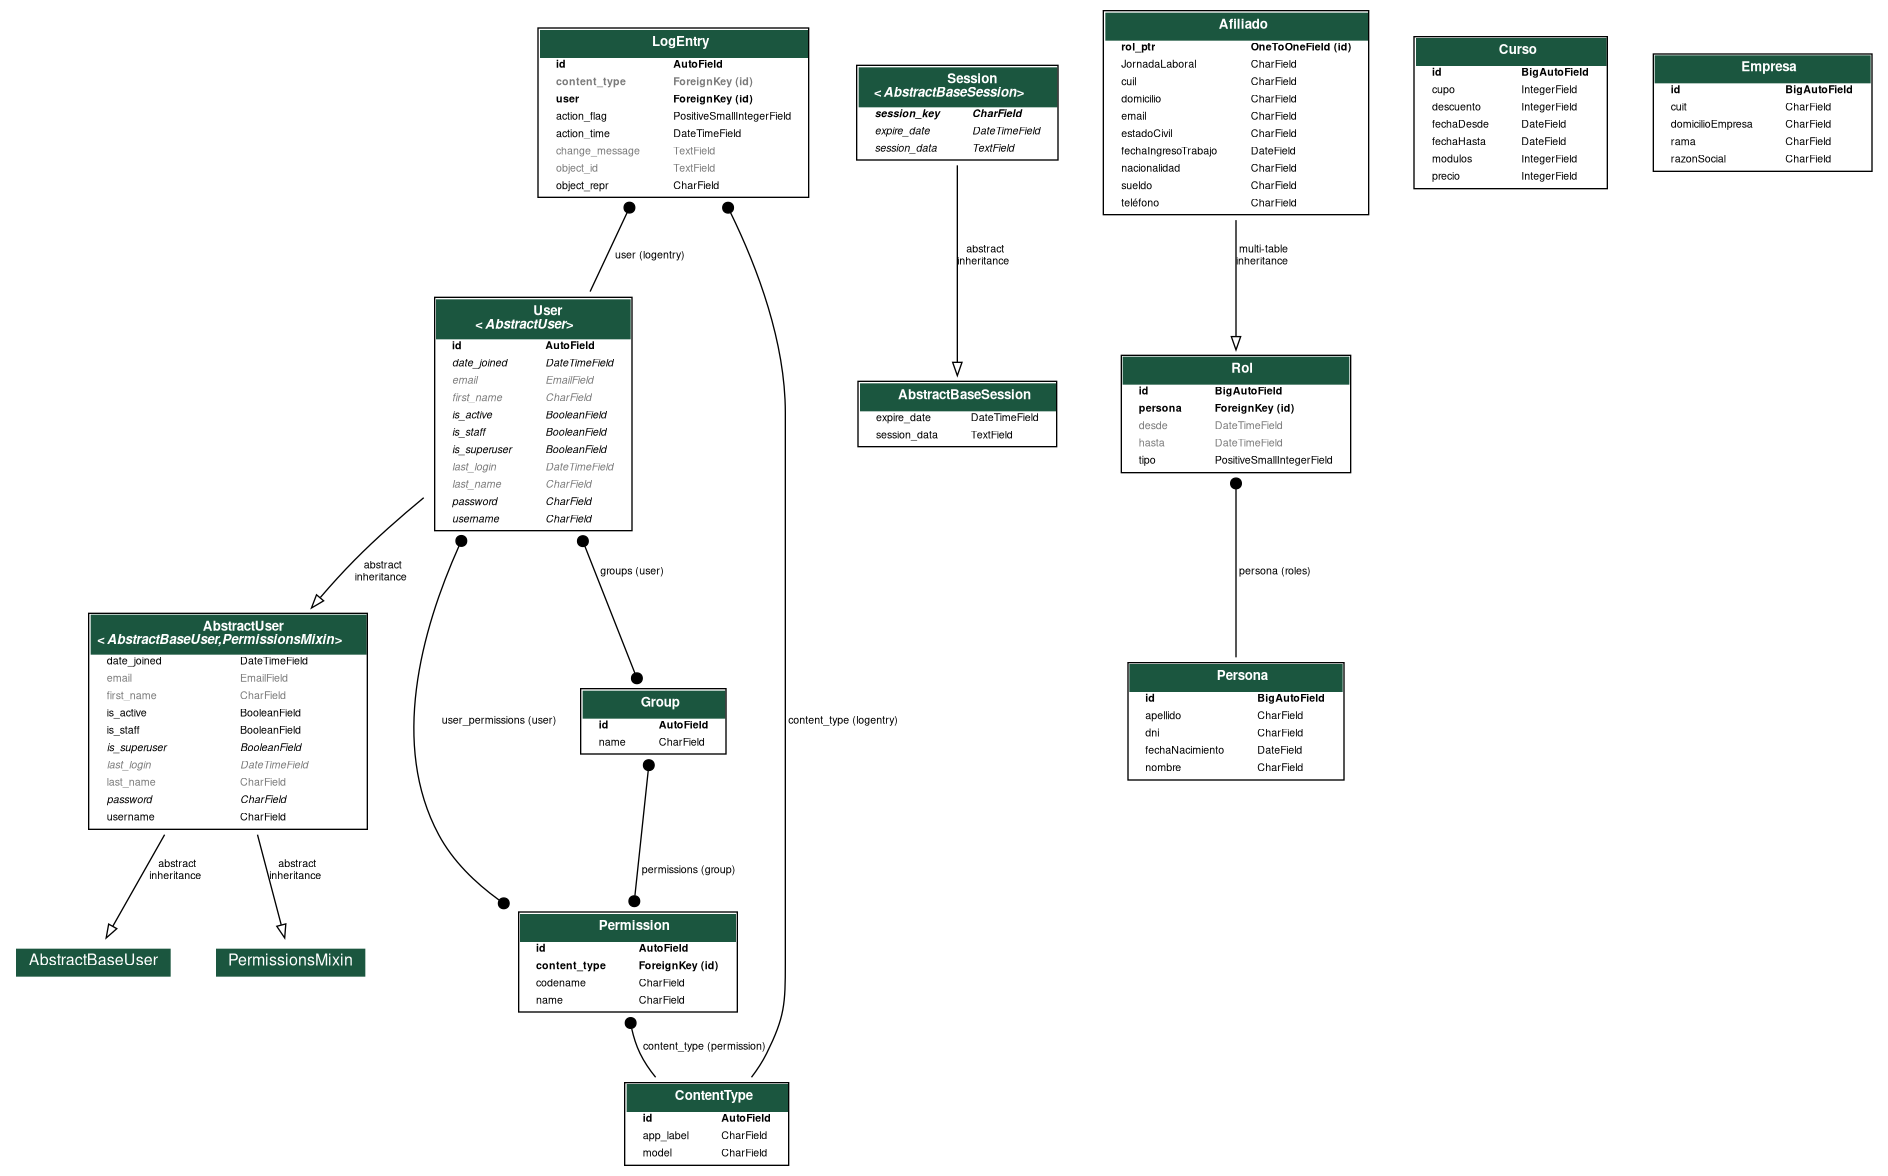 LogEntry
id AutoField
content_type ForeignKey (id)
user ForeignKey (id)
action_flag PositiveSmallIntegerField
action_time DateTimeField
change_message TextField
object_id TextField
object_repr CharField
Session
< AbstractBaseSession>
session_key CharField
expire_date DateTimeField
session_data TextField
Afiliado
rol_ptr OneToOneField (id)
JornadaLaboral CharField
cuil CharField
domicilio CharField
email CharField
estadoCivil CharField
fechaIngresoTrabajo DateField
nacionalidad CharField
sueldo CharField
teléfono CharField
Curso
id BigAutoField
cupo IntegerField
descuento IntegerField
fechaDesde DateField
fechaHasta DateField
modulos IntegerField
precio IntegerField
Empresa
id BigAutoField
cuit CharField
domicilioEmpresa CharField
rama CharField
razonSocial CharField
user (logentry)
abstract
inheritance
multi-table
inheritance
User
< AbstractUser>
id AutoField
date_joined DateTimeField
email EmailField
first_name CharField
is_active BooleanField
is_staff BooleanField
is_superuser BooleanField
last_login DateTimeField
last_name CharField
password CharField
username CharField
AbstractBaseSession
expire_date DateTimeField
session_data TextField
Rol
id BigAutoField
persona ForeignKey (id)
desde DateTimeField
hasta DateTimeField
tipo PositiveSmallIntegerField
abstract
inheritance
groups (user)
persona (roles)
AbstractUser
< AbstractBaseUser,PermissionsMixin>
date_joined DateTimeField
email EmailField
first_name CharField
is_active BooleanField
is_staff BooleanField
is_superuser BooleanField
last_login DateTimeField
last_name CharField
password CharField
username CharField
user_permissions (user)
Group
id AutoField
name CharField
content_type (logentry)
Persona
id BigAutoField
apellido CharField
dni CharField
fechaNacimiento DateField
nombre CharField
abstract
inheritance
abstract
inheritance
permissions (group)
AbstractBaseUser
PermissionsMixin
Permission
id AutoField
content_type ForeignKey (id)
codename CharField
name CharField
content_type (permission)
ContentType
id AutoField
app_label CharField
model CharField